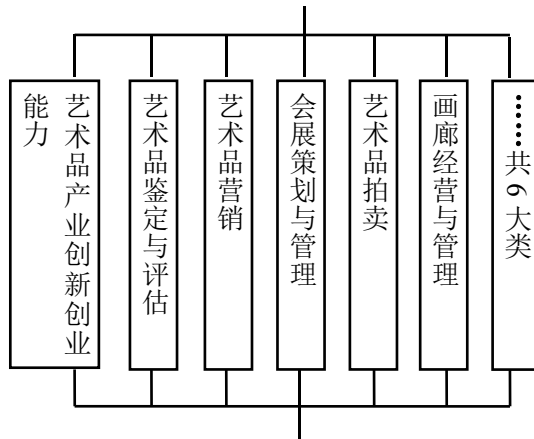 艺术品产业创新创业
能力
艺术品鉴定与评估
艺术品营销
会展策划与管理
艺术品拍卖
画廊经营与管理
……共6大类